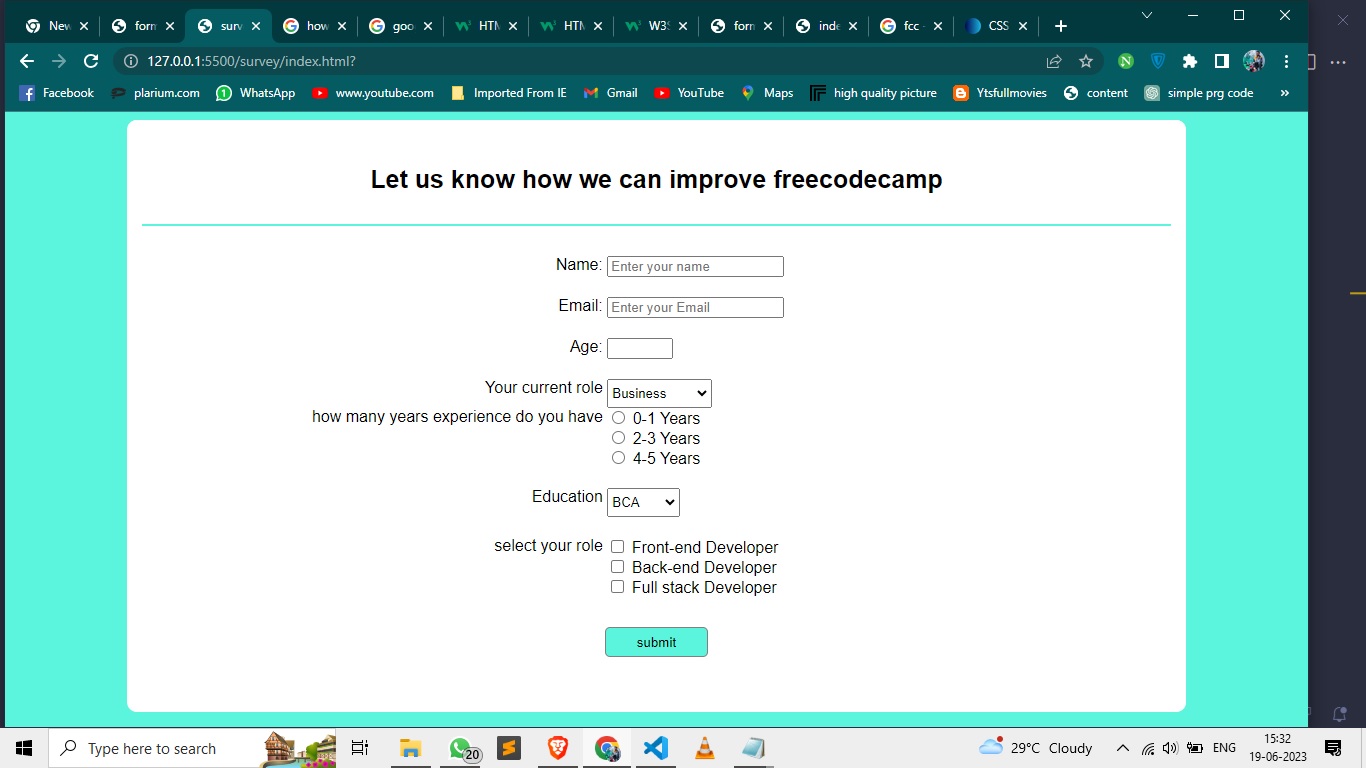 New
form
surv
how
goo
HTM
HTM
W3S
form
inde
fcc -
CSS
127.0.0.1:5500/survey/index.html?
Facebook
plarium.com
WhatsApp
www.youtube.com
Imported From IE
Gmail
YouTube
Maps
high quality picture
Ytsfullmovies
content
simple prg code
»
Let us know how we can improve freecodecamp
Name: Enter your name
Email: Enter your Email
Age:
Your current role Business
how many years experience do you have 0-1 Years
2-3 Years
4-5 Years
Education BCA
select your role Front-end Developer
Back-end Developer
Full stack Developer
submit
Type here to search
20
29°C Cloudy
ENG
15:32
19-06-2023